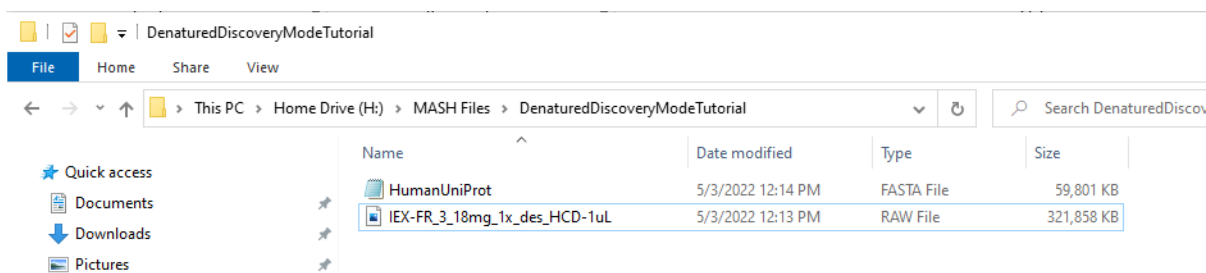 DenaturedDiscoveryModeTutorial
File Home Share View
This PC > Home Drive (H:) > MASH Files > DenaturedDiscoveryModeTutorial Search DenaturedDiscov
Name Date modified Type Size
Quick access
HumanUniProt 5/3/2022 12:14 PM FASTA File 59,801 KB
Documents
IEX-FR_3_18mg_1x_des_HCD-1uL 5/3/2022 12:13 PM RAW File 321,858 KB
Downloads
Pictures